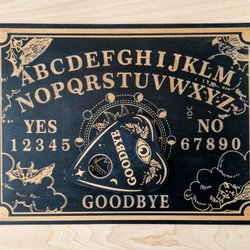 ABCDEFGHIJKLM
NOPQRSTUVWXYZ
YES NO
12345 67890
GOODBYE
GOODBYE